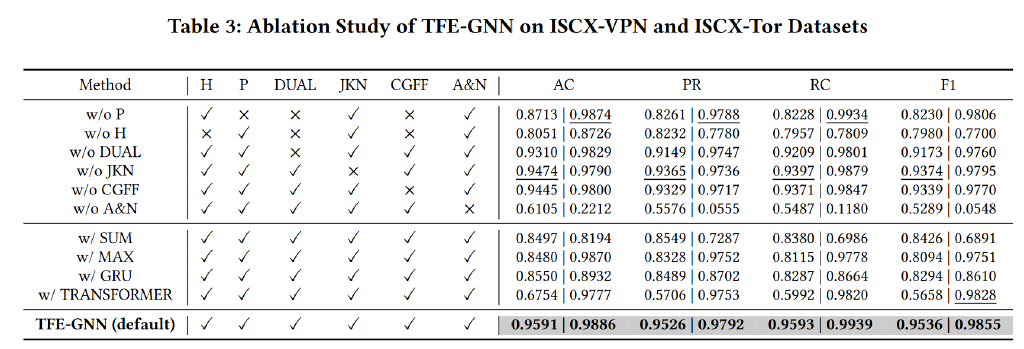 Table 3: Ablation Study of TFE-GNN on ISCX-VPN and ISCX-Tor Datasets
Method H P DUAL JKN CGFF A&N AC PR RC F1
w/o P ✓ × × ✓ × ✓ 0.8713 | 0.9874 0.8261 | 0.9788 0.8228 | 0.9934 0.8230 | 0.9806
w/o H × ✓ × ✓ × ✓ 0.8051 | 0.8726 0.8232 | 0.7780 0.7957 | 0.7809 0.7980 | 0.7700
w/o DUAL ✓ ✓ × ✓ ✓ ✓ 0.9310 | 0.9829 0.9149 | 0.9747 0.9209 | 0.9801 0.9173 | 0.9760
w/o JKN ✓ ✓ ✓ × ✓ ✓ 0.9474 | 0.9790 0.9365 | 0.9736 0.9397 | 0.9879 0.9374 | 0.9795
w/o CGFF ✓ ✓ ✓ ✓ × ✓ 0.9445 | 0.9800 0.9329 | 0.9717 0.9371 | 0.9847 0.9339 | 0.9770
w/o A&N ✓ ✓ ✓ ✓ ✓ × 0.6105 | 0.2212 0.5576 | 0.0555 0.5487 | 0.1180 0.5289 | 0.0548
w/ SUM ✓ ✓ ✓ ✓ ✓ ✓ 0.8497 | 0.8194 0.8549 | 0.7287 0.8380 | 0.6986 0.8426 | 0.6891
w/ MAX ✓ ✓ ✓ ✓ ✓ ✓ 0.8480 | 0.9870 0.8328 | 0.9752 0.8115 | 0.9778 0.8094 | 0.9751
w/ GRU ✓ ✓ ✓ ✓ ✓ ✓ 0.8550 | 0.8932 0.8489 | 0.8702 0.8287 | 0.8664 0.8294 | 0.8610
w/ TRANSFORMER ✓ ✓ ✓ ✓ ✓ ✓ 0.6754 | 0.9777 0.5706 | 0.9753 0.5992 | 0.9820 0.5658 | 0.9828
TFE-GNN (default) ✓ ✓ ✓ ✓ ✓ ✓ 0.9591 | 0.9886 0.9526 | 0.9792 0.9593 | 0.9939 0.9536 | 0.9855